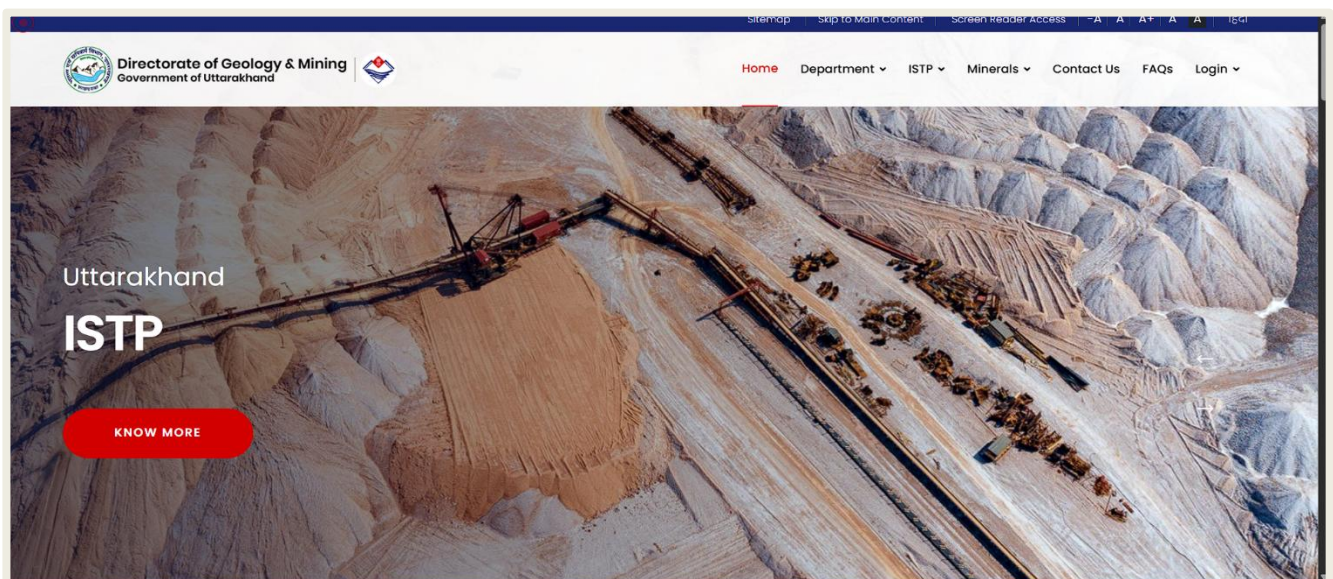 Sitemap Skip to Main Content Screen Reader Access -A A A+ A A हिंदी
Directorate of Geology & Mining
Government of Uttarakhand
Home Department ISTP Minerals Contact Us FAQs Login
Uttarakhand
ISTP
KNOW MORE